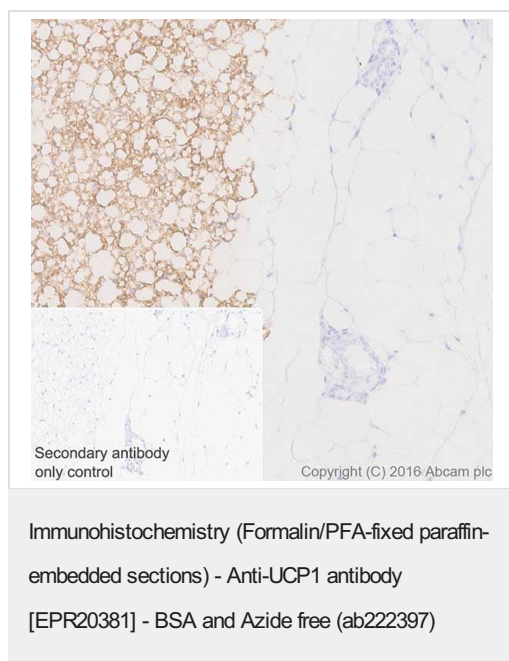 Secondary antibody
only control
Copyright (C) 2016 Abcam plc
Immunohistochemistry (Formalin/PFA-fixed paraffin-
embedded sections) - Anti-UCP1 antibody
[EPR20381] - BSA and Azide free (ab222397)